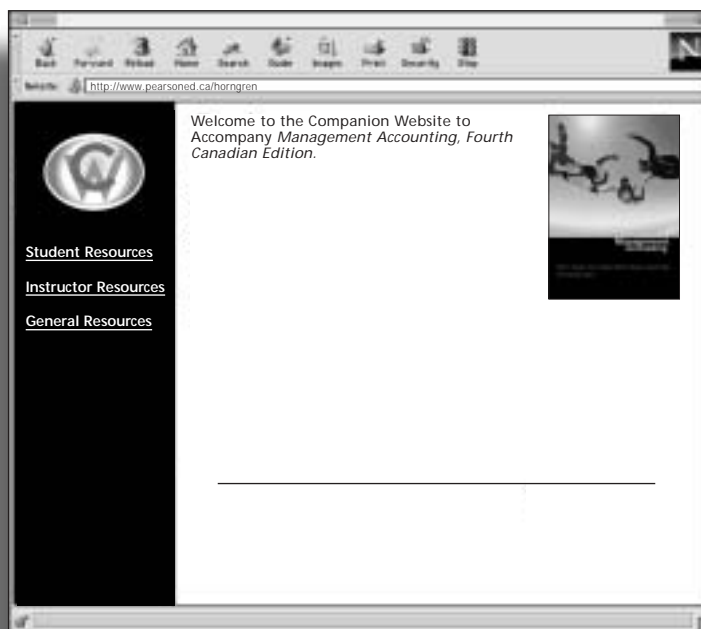 Back Forward Reload Home Search Guide Images Print Security Stop
N
http://www.pearsoned.ca/horngren
Welcome to the Companion Website to
Accompany Management Accounting, Fourth
Canadian Edition.
CW
Student Resources
Instructor Resources
General Resources